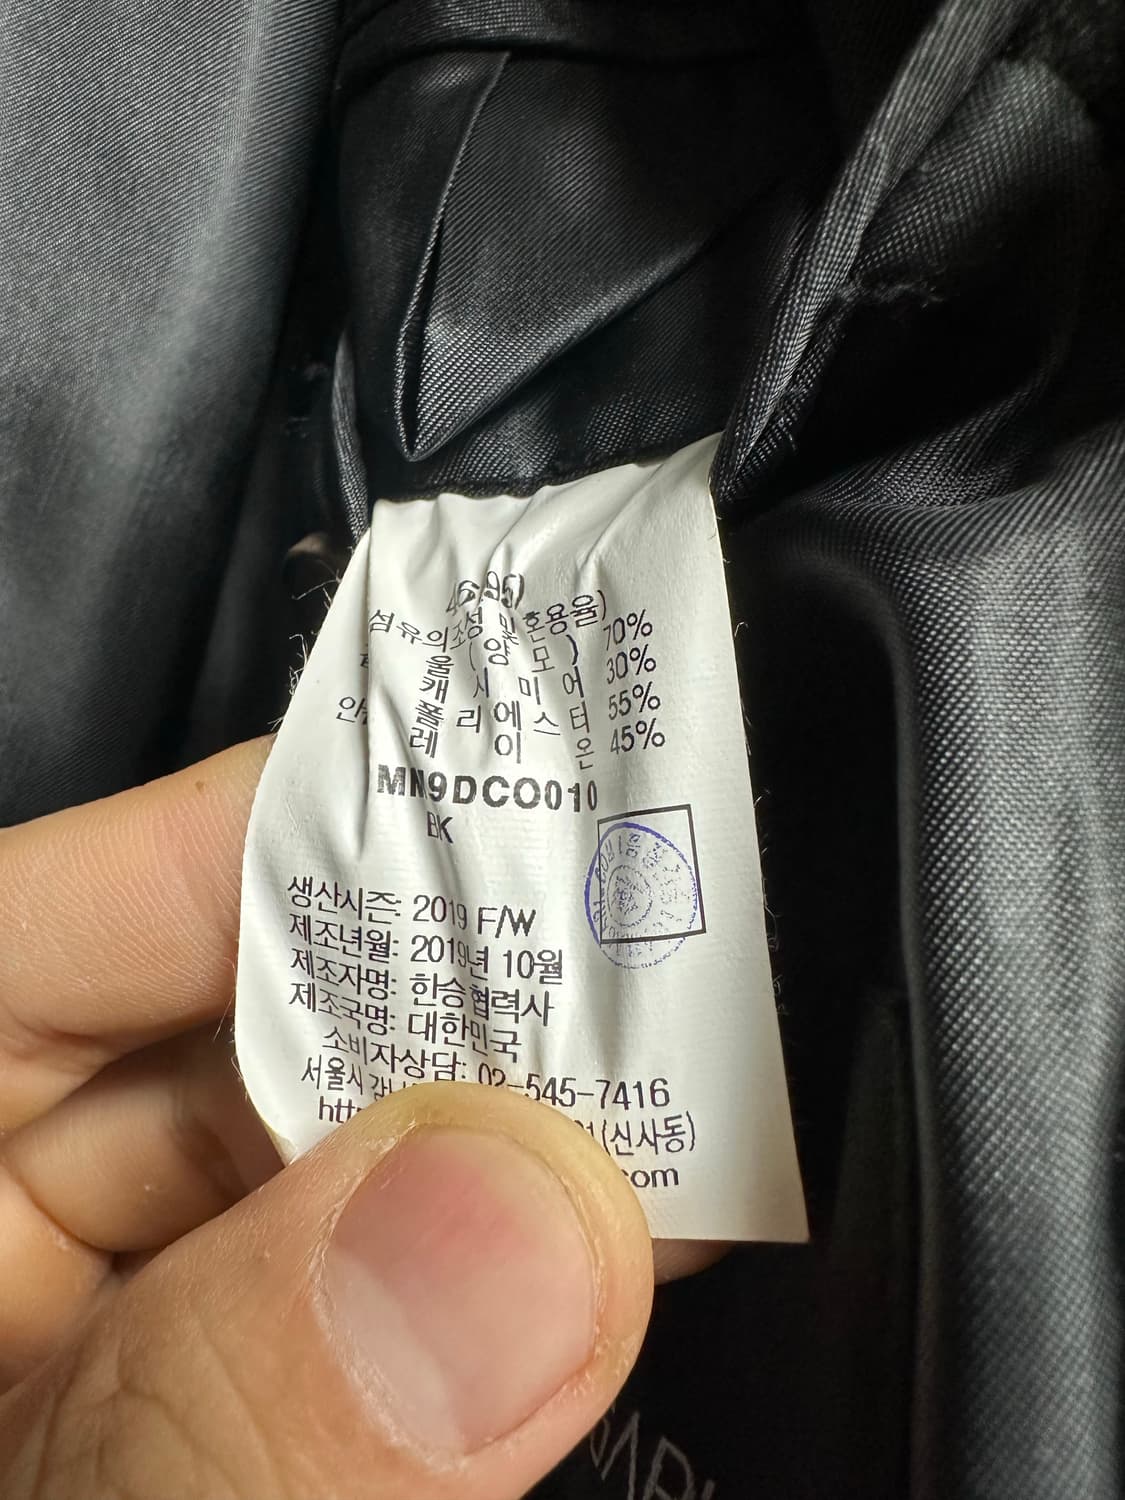 46(95)
섬유의 조성 및 혼용율)
울 (양 모) 70%
캐 시 미 어 30%
폴 리 에 스 터 55%
레 이 온 45%
MN9DCO010
BK
생산시즌: 2019 F/W
제조년월: 2019년 10월
제조자명: 한승협력사
제조국명: 대한민국
소비자상담: 02-545-7416
서울시 (신사동)